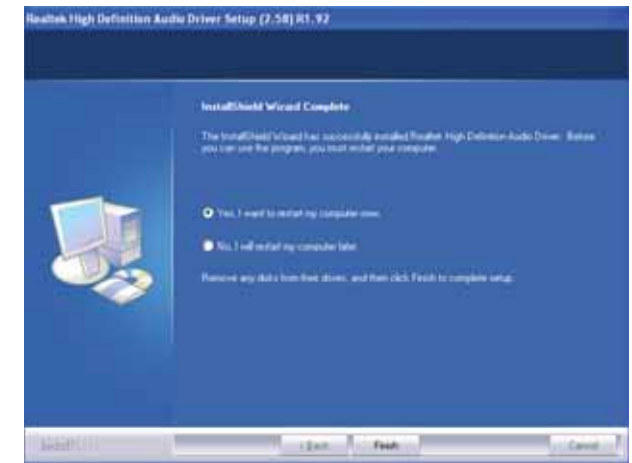 Realtek High Definition Audio Driver Setup (2.58) R1.92
InstallShield Wizard Complete
The InstallShield Wizard has successfully installed Realtek High Definition Audio Driver. Before
you can use the program, you must restart your computer.
Yes, I want to restart my computer now.
No, I will restart my computer later.
Remove any disks from their drives, and then click Finish to complete setup.
InstallShield
< Back
Finish
Cancel